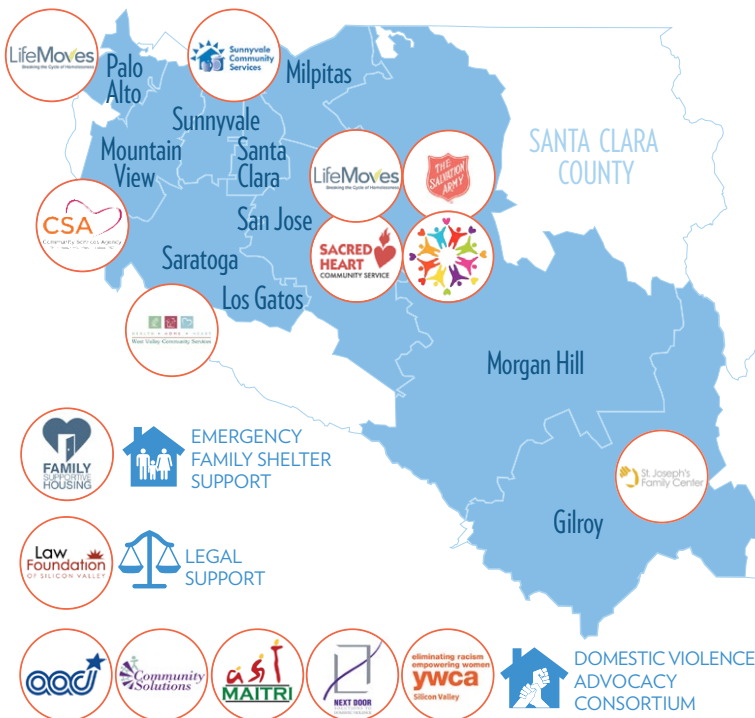 LifeMoves
Breaking the Cycle of Homelessness
Palo
Alto
Sunnyvale
Community
Services
Milpitas
Sunnyvale
Mountain
View
Santa
Clara
LifeMoves
Breaking the Cycle of Homelessness
THE
SALVATION
ARMY
SANTA CLARA
COUNTY
CSA
Community Services Agency
San Jose
SACRED
HEART
COMMUNITY SERVICE
Saratoga
Los Gatos
HEALTH • HOME • HEART
West Valley Community Services
Morgan Hill
FAMILY
SUPPORTIVE
HOUSING
EMERGENCY
FAMILY SHELTER
SUPPORT
St. Joseph's
Family Center
Gilroy
Law
Foundation
OF SILICON VALLEY
LEGAL
SUPPORT
aaci
Community
Solutions
MAITRI
NEXT DOOR
eliminating racism
empowering women
ywca
Silicon Valley
DOMESTIC VIOLENCE
ADVOCACY
CONSORTIUM